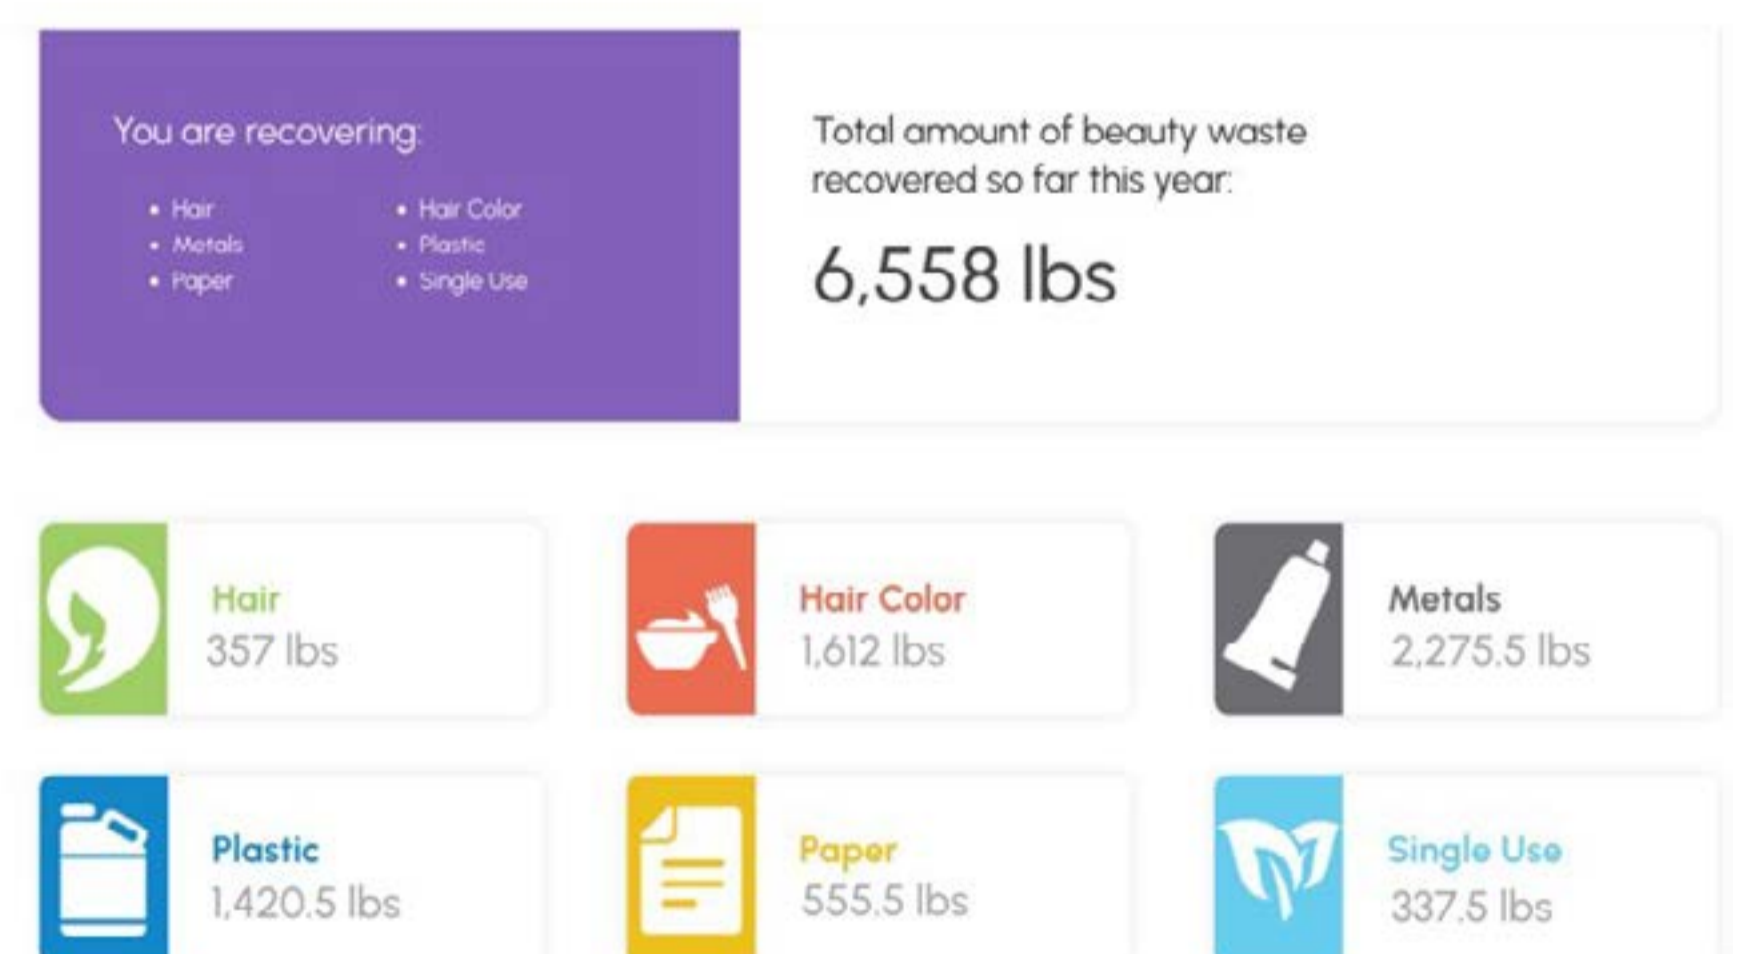 You are recovering:
• Hair
• Metals
• Paper
• Hair Color
• Plastic
• Single Use
Total amount of beauty waste
recovered so far this year:
6,558 lbs
Hair
357 lbs
Hair Color
1,612 lbs
Metals
2,275.5 lbs
Plastic
1,420.5 lbs
Paper
555.5 lbs
Single Use
337.5 lbs